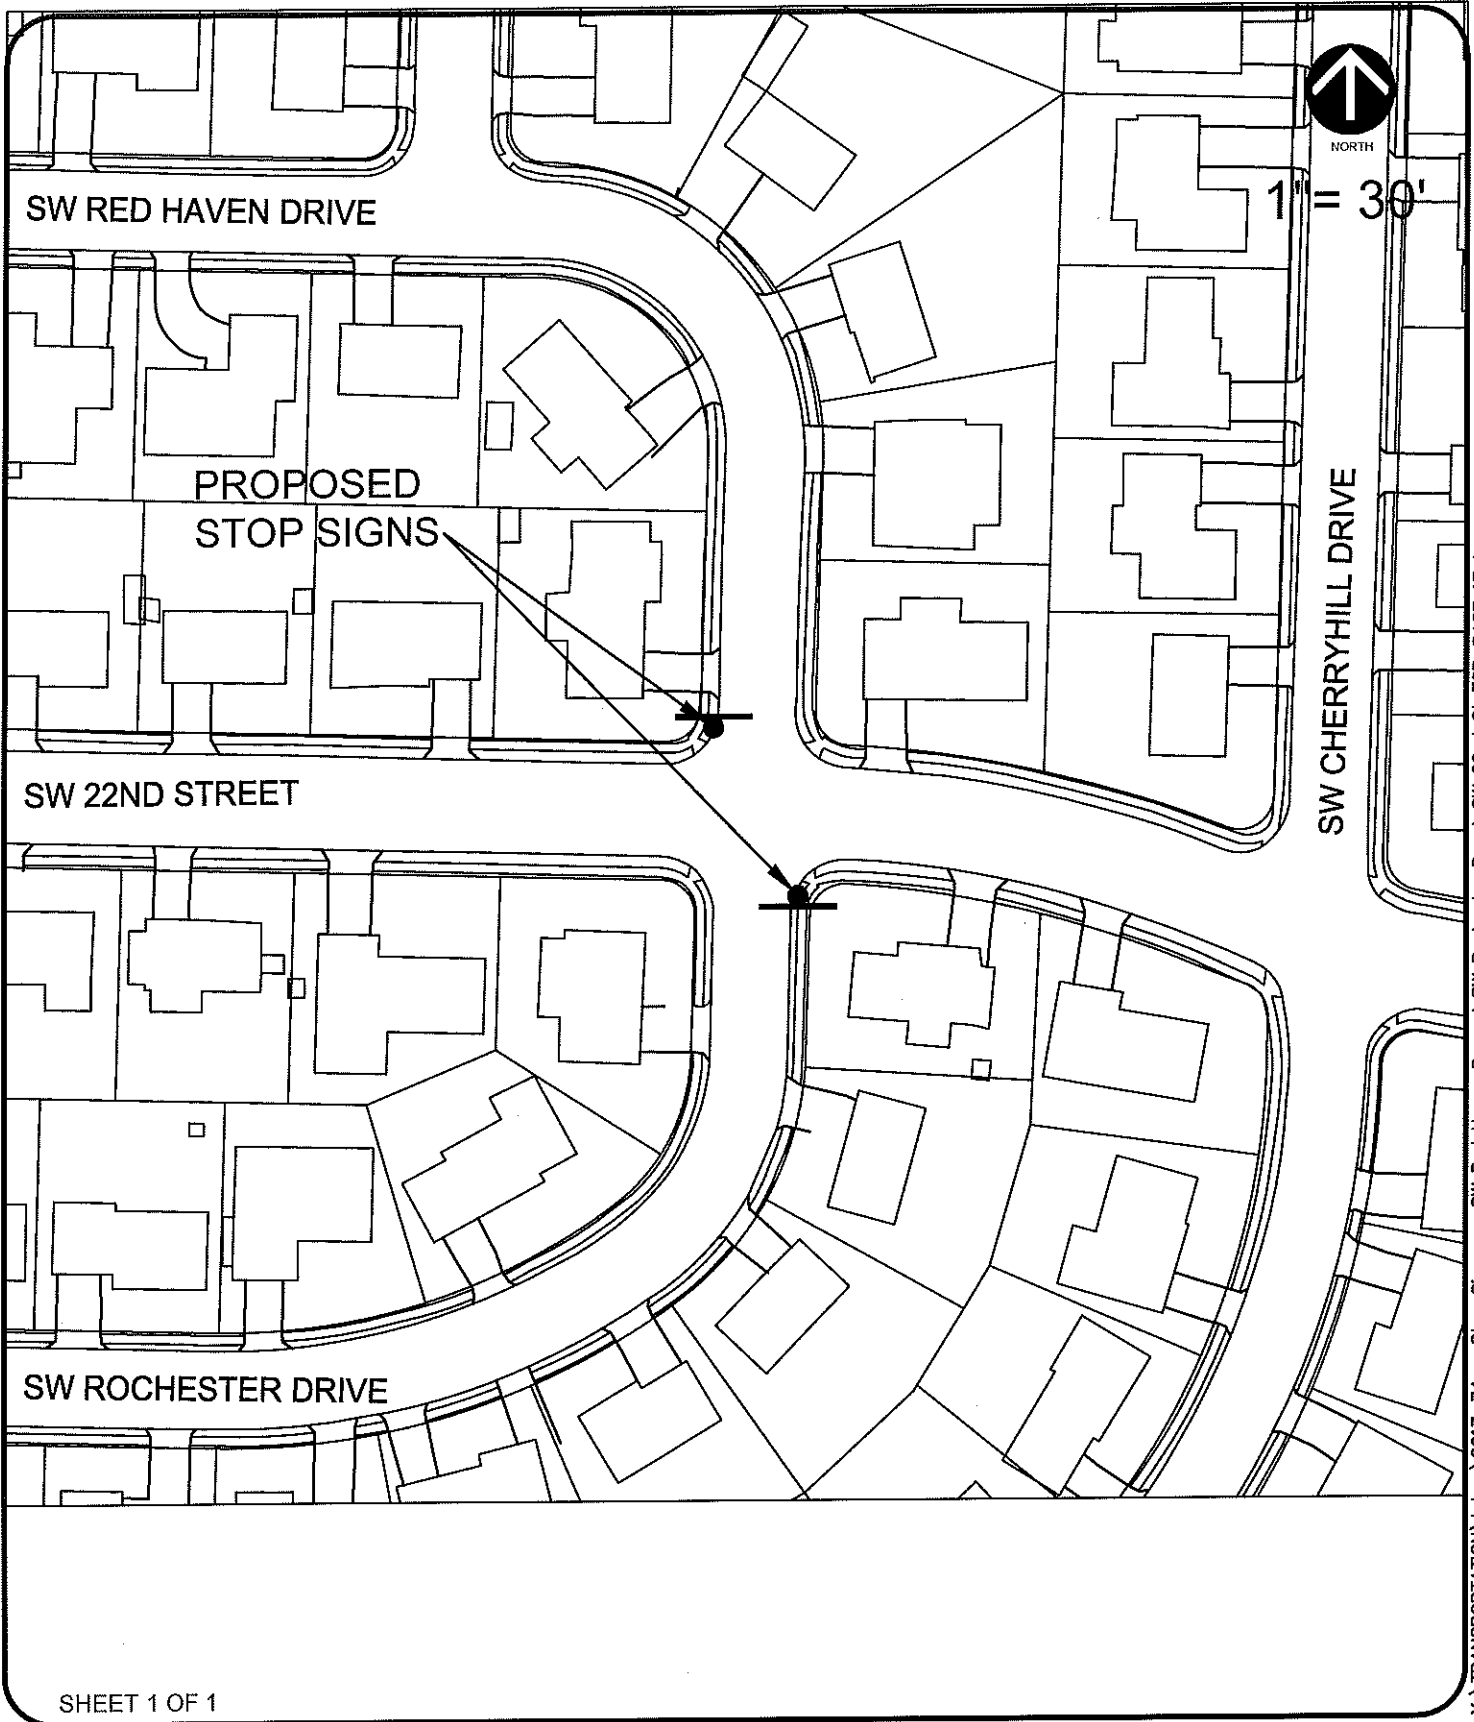 NORTH
1"= 30'
SW RED HAVEN DRIVE
PROPOSED
STOP SIGNS
SW CHERRYHILL DRIVE
SW 22ND STREET
SW ROCHESTER DRIVE
SHEET 1 OF 1